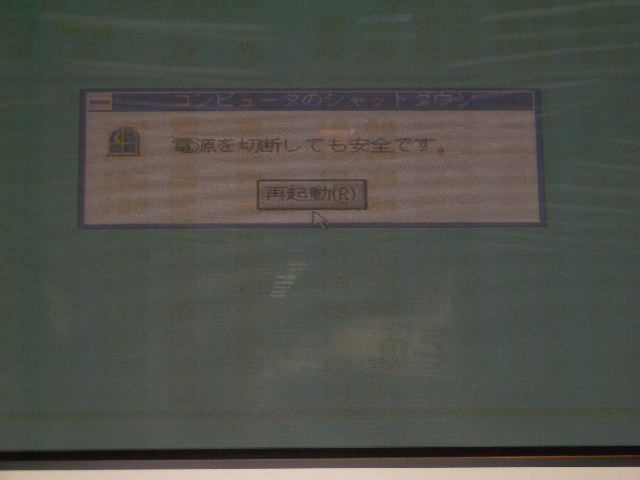 コンピュータのシャットダウン
電源を切断しても安全です。
再起動(R)